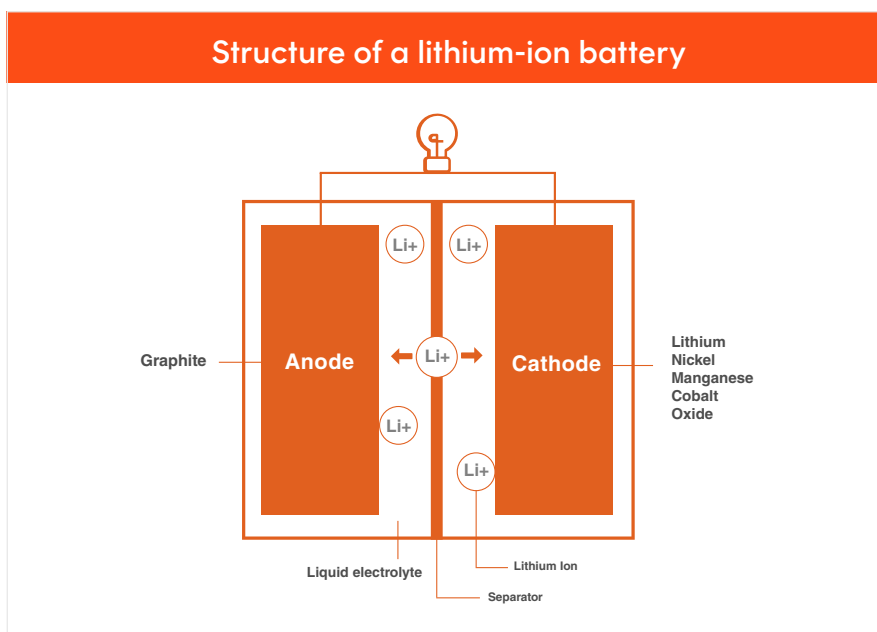 Structure of a lithium-ion battery
Li+
Li+
Graphite
Anode
Li+
Cathode
Lithium
Nickel
Manganese
Cobalt
Oxide
Li+
Li+
Liquid electrolyte
Lithium Ion
Separator